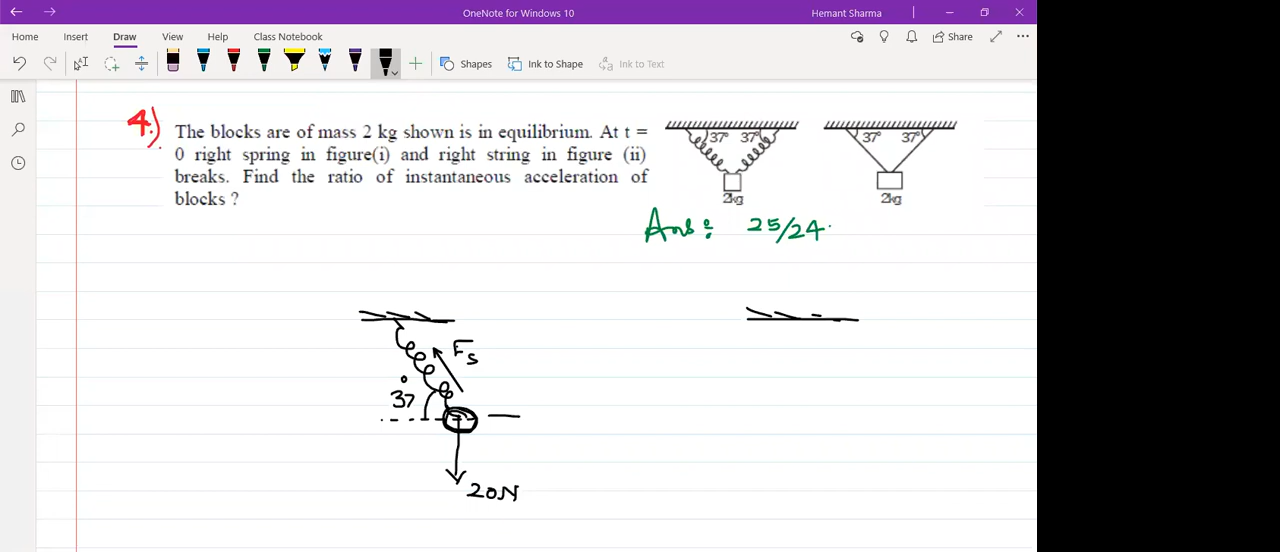 OneNote for Windows 10
Hemant Sharma
Home Insert Draw View Help Class Notebook
Share
Shapes Ink to Shape Ink to Text
4.)
The blocks are of mass 2 kg shown is in equilibrium. At t =
0 right spring in figure(i) and right string in figure (ii)
breaks. Find the ratio of instantaneous acceleration of
blocks ?
37° 37°
2kg
37° 37°
2kg
Ans: 25/24.
Fs
37°
20N